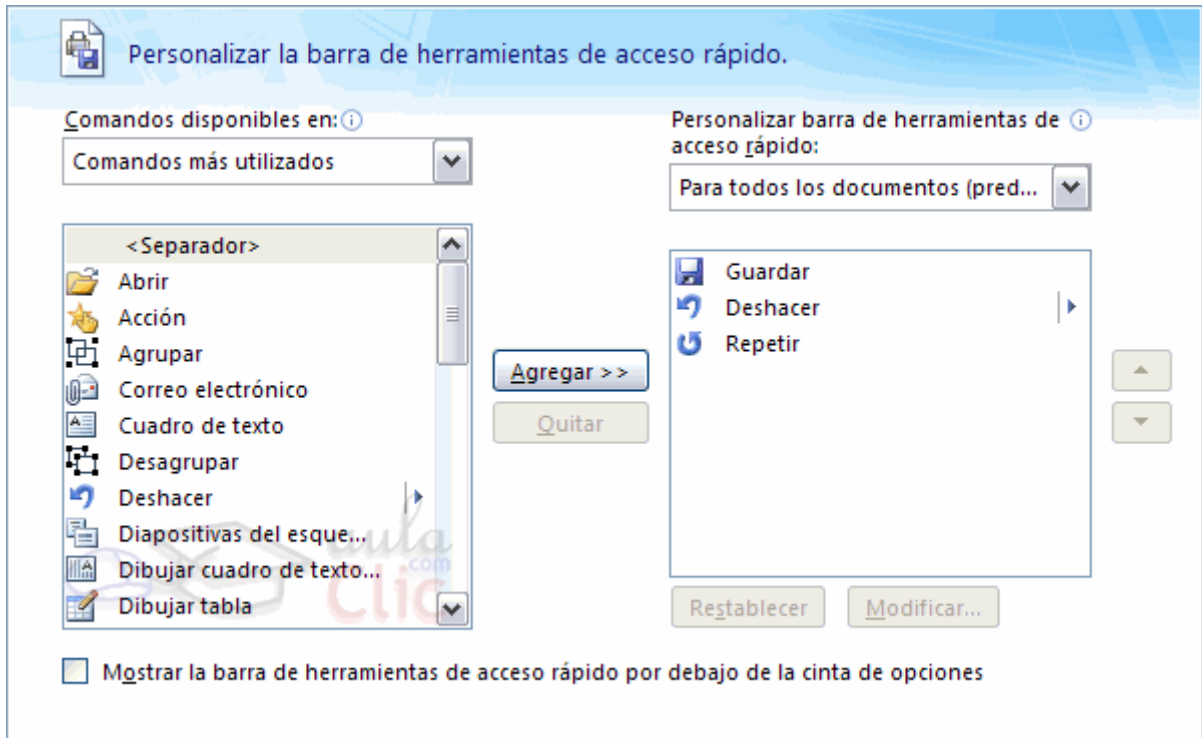 Personalizar la barra de herramientas de acceso rápido.
Comandos disponibles en:
Comandos más utilizados
<Separador>
Abrir
Acción
Agrupar
Correo electrónico
Cuadro de texto
Desagrupar
Deshacer
Diapositivas del esque...
Dibujar cuadro de texto...
Dibujar tabla
aula
.com
Clic
Agregar >>
Quitar
Personalizar barra de herramientas de
acceso rápido:
Para todos los documentos (pred...
Guardar
Deshacer
Repetir
Restablecer
Modificar...
Mostrar la barra de herramientas de acceso rápido por debajo de la cinta de opciones